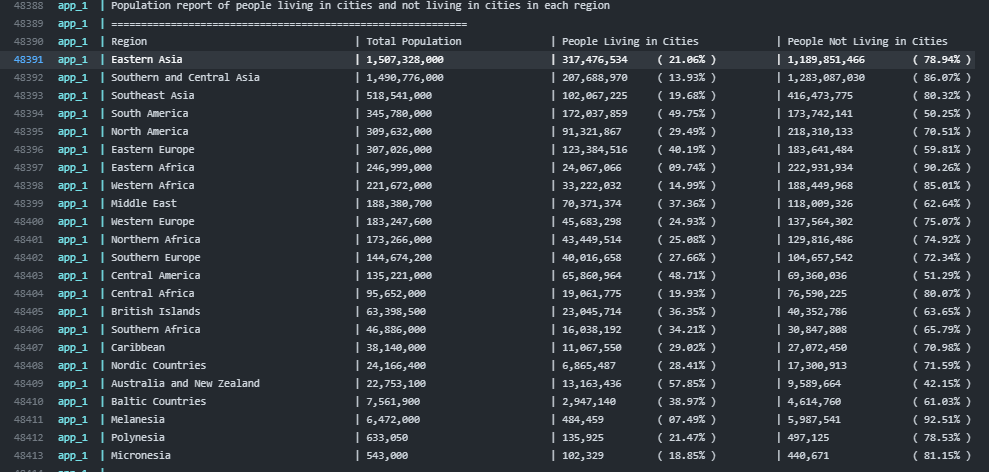 48388 app_1 | Population report of people living in cities and not living in cities in each region
48389 app_1 | ============================================================
48390 app_1 | Region | Total Population | People Living in Cities | People Not Living in Cities
48391 app_1 | Eastern Asia | 1,507,328,000 | 317,476,534 ( 21.06% ) | 1,189,851,466 ( 78.94% )
48392 app_1 | Southern and Central Asia | 1,490,776,000 | 207,688,970 ( 13.93% ) | 1,283,087,030 ( 86.07% )
48393 app_1 | Southeast Asia | 518,541,000 | 102,067,225 ( 19.68% ) | 416,473,775 ( 80.32% )
48394 app_1 | South America | 345,780,000 | 172,037,859 ( 49.75% ) | 173,742,141 ( 50.25% )
48395 app_1 | North America | 309,632,000 | 91,321,867 ( 29.49% ) | 218,310,133 ( 70.51% )
48396 app_1 | Eastern Europe | 307,026,000 | 123,384,516 ( 40.19% ) | 183,641,484 ( 59.81% )
48397 app_1 | Eastern Africa | 246,999,000 | 24,067,066 ( 09.74% ) | 222,931,934 ( 90.26% )
48398 app_1 | Western Africa | 221,672,000 | 33,222,032 ( 14.99% ) | 188,449,968 ( 85.01% )
48399 app_1 | Middle East | 188,380,700 | 70,371,374 ( 37.36% ) | 118,009,326 ( 62.64% )
48400 app_1 | Western Europe | 183,247,600 | 45,683,298 ( 24.93% ) | 137,564,302 ( 75.07% )
48401 app_1 | Northern Africa | 173,266,000 | 43,449,514 ( 25.08% ) | 129,816,486 ( 74.92% )
48402 app_1 | Southern Europe | 144,674,200 | 40,016,658 ( 27.66% ) | 104,657,542 ( 72.34% )
48403 app_1 | Central America | 135,221,000 | 65,860,964 ( 48.71% ) | 69,360,036 ( 51.29% )
48404 app_1 | Central Africa | 95,652,000 | 19,061,775 ( 19.93% ) | 76,590,225 ( 80.07% )
48405 app_1 | British Islands | 63,398,500 | 23,045,714 ( 36.35% ) | 40,352,786 ( 63.65% )
48406 app_1 | Southern Africa | 46,886,000 | 16,038,192 ( 34.21% ) | 30,847,808 ( 65.79% )
48407 app_1 | Caribbean | 38,140,000 | 11,067,550 ( 29.02% ) | 27,072,450 ( 70.98% )
48408 app_1 | Nordic Countries | 24,166,400 | 6,865,487 ( 28.41% ) | 17,300,913 ( 71.59% )
48409 app_1 | Australia and New Zealand | 22,753,100 | 13,163,436 ( 57.85% ) | 9,589,664 ( 42.15% )
48410 app_1 | Baltic Countries | 7,561,900 | 2,947,140 ( 38.97% ) | 4,614,760 ( 61.03% )
48411 app_1 | Melanesia | 6,472,000 | 484,459 ( 07.49% ) | 5,987,541 ( 92.51% )
48412 app_1 | Polynesia | 633,050 | 135,925 ( 21.47% ) | 497,125 ( 78.53% )
48413 app_1 | Micronesia | 543,000 | 102,329 ( 18.85% ) | 440,671 ( 81.15% )